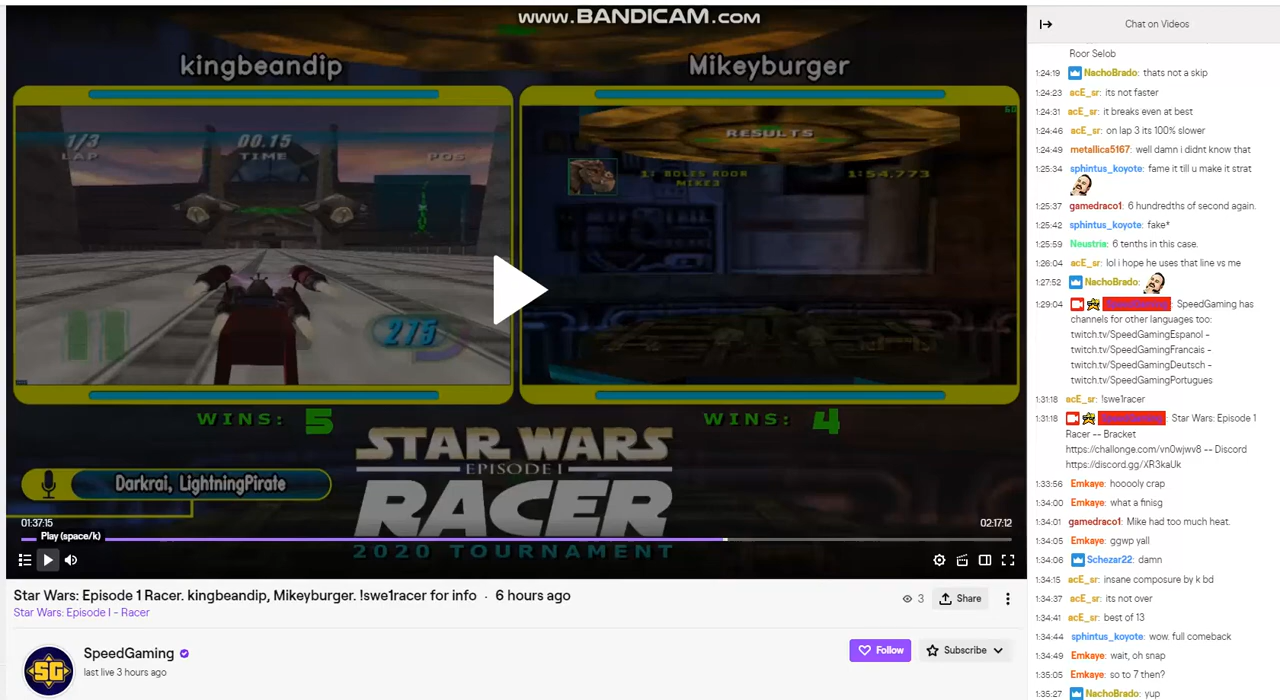 www.BANDICAM.com
kingbeandip
Mikeyburger
1/3
LAP
00.15
TIME
POS
275
RESULTS
1: BOLES ROOR
MIKE3
1:54.773
WINS: 5
WINS: 4
STAR WARS
EPISODE I
RACER
2020 TOURNAMENT
Darkrai, LightningPirate
01:37:15
Play (space/k)
02:17:12
Star Wars: Episode 1 Racer. kingbeandip, Mikeyburger. !swe1racer for info · 6 hours ago
Star Wars: Episode I - Racer
3
Share
SG
SpeedGaming
last live 3 hours ago
Follow
Subscribe
Chat on Videos
Roor Selob
1:24:19 NachoBrado: thats not a skip
1:24:23 acE_sr: its not faster
1:24:31 acE_sr: it breaks even at best
1:24:46 acE_sr: on lap 3 its 100% slower
1:24:49 metallica5167: well damn i didnt know that
1:25:34 sphintus_koyote: fame it till u make it strat
1:25:37 gamedraco1: 6 hundredths of second again.
1:25:42 sphintus_koyote: fake*
1:25:59 Neustria: 6 tenths in this case.
1:26:04 acE_sr: lol i hope he uses that line vs me
1:27:52 NachoBrado:
1:29:04 SpeedGaming: SpeedGaming has
channels for other languages too:
twitch.tv/SpeedGamingEspanol -
twitch.tv/SpeedGamingFrancais -
twitch.tv/SpeedGamingDeutsch -
twitch.tv/SpeedGamingPortugues
1:31:18 acE_sr: !swe1racer
1:31:18 SpeedGaming: Star Wars: Episode 1
Racer -- Bracket
https://challonge.com/vn0wjwv8 -- Discord
https://discord.gg/XR3kaUk
1:33:56 Emkaye: hooooly crap
1:34:00 Emkaye: what a finisg
1:34:01 gamedraco1: Mike had too much heat.
1:34:05 Emkaye: ggwp yall
1:34:06 Schezar22: damn
1:34:15 acE_sr: insane composure by k bd
1:34:37 acE_sr: its not over
1:34:41 acE_sr: best of 13
1:34:44 sphintus_koyote: wow. full comeback
1:34:49 Emkaye: wait, oh snap
1:35:05 Emkaye: so to 7 then?
1:35:27 NachoBrado: yup